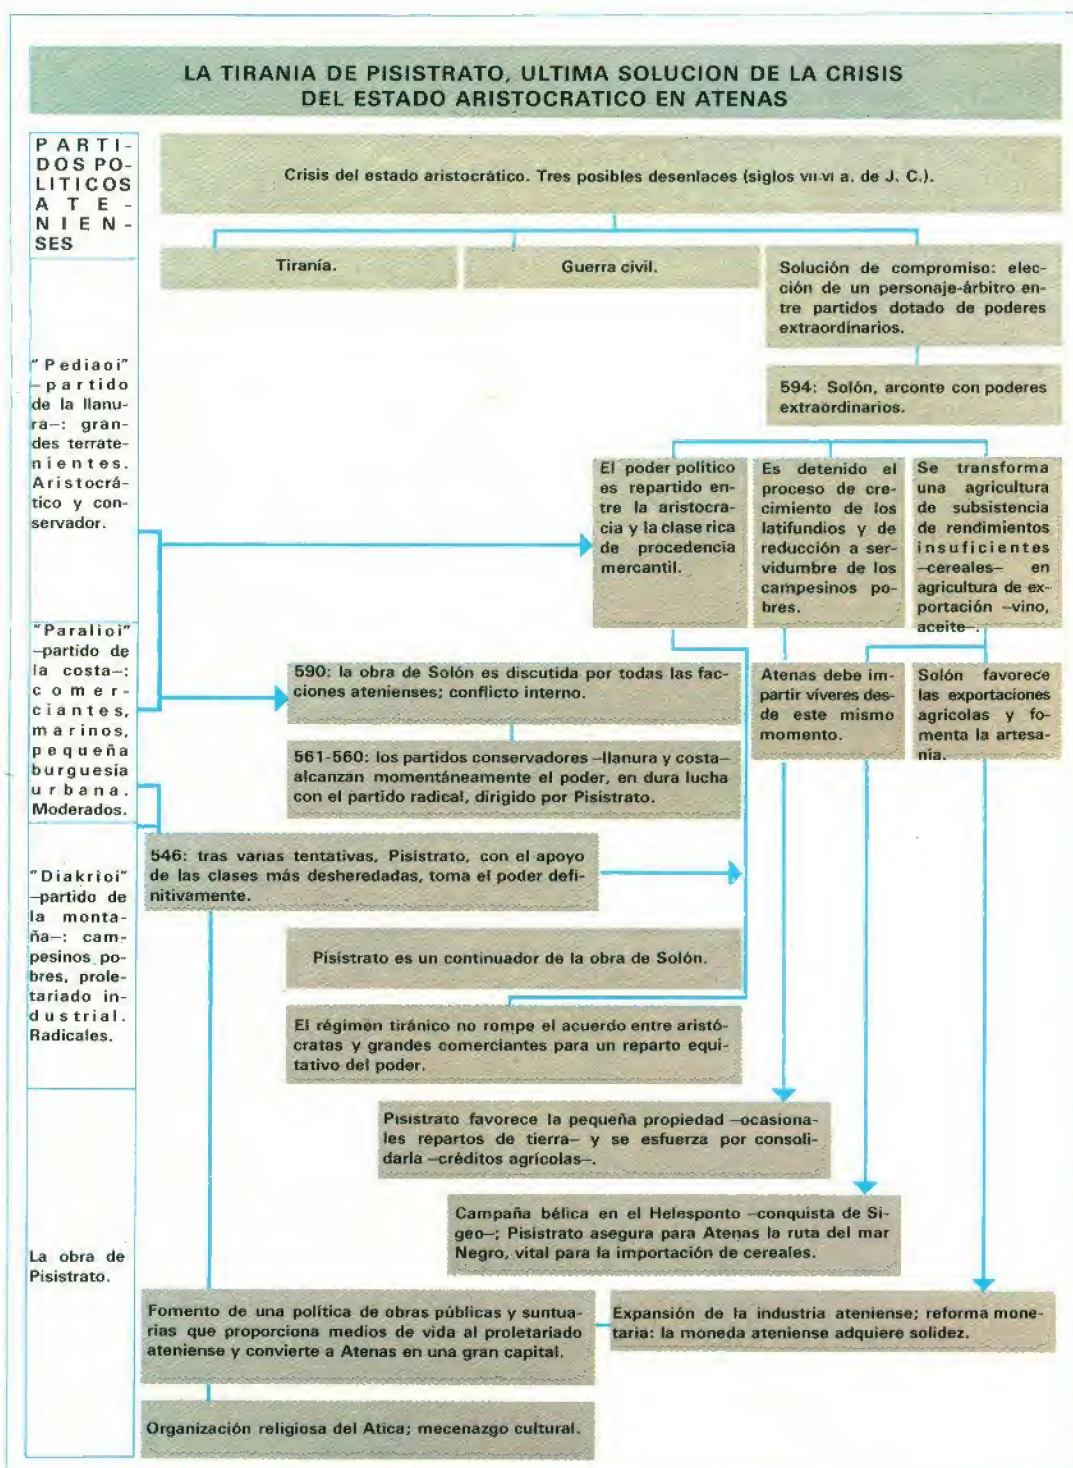 LA TIRANIA DE PISISTRATO, ULTIMA SOLUCION DE LA CRISIS
DEL ESTADO ARISTOCRATICO EN ATENAS
PARTI-
DOS PO-
LITICOS
ATE-
NIEN-
SES
Crisis del estado aristocrático. Tres posibles desenlaces (siglos VII-VI a. de J. C.).
Tiranía.
Guerra civil.
Solución de compromiso: elec-
ción de un personaje-árbitro en-
tre partidos dotado de poderes
extraordinarios.
594: Solón, arconte con poderes
extraordinarios.
"Pediaoi"
–partido
de la llanu-
ra–: gran-
des terrate-
nientes.
Aristocrá-
tico y con-
servador.
El poder político
es repartido en-
tre la aristocra-
cia y la clase rica
de procedencia
mercantil.
Es detenido el
proceso de cre-
cimiento de los
latifundios y de
reducción a ser-
vidumbre de los
campesinos po-
bres.
Se transforma
una agricultura
de subsistencia
de rendimientos
insuficientes
–cereales– en
agricultura de ex-
portación –vino,
aceite–.
"Paralioi"
–partido de
la costa–:
comer-
ciantes,
marinos,
pequeña
burguesía
urbana.
Moderados.
590: la obra de Solón es discutida por todas las fac-
ciones atenienses; conflicto interno.
Atenas debe im-
partir víveres des-
de este mismo
momento.
Solón favorece
las exportaciones
agrícolas y fo-
menta la artesa-
nía.
561-560: los partidos conservadores –llanura y costa–
alcanzan momentáneamente el poder, en dura lucha
con el partido radical, dirigido por Pisístrato.
"Diakrioi"
–partido de
la monta-
ña–: cam-
pesinos po-
bres, prole-
tariado in-
dustrial.
Radicales.
546: tras varias tentativas, Pisístrato, con el apoyo
de las clases más desheredadas, toma el poder defi-
nitivamente.
Pisístrato es un continuador de la obra de Solón.
El régimen tiránico no rompe el acuerdo entre aristó-
cratas y grandes comerciantes para un reparto equi-
tativo del poder.
Pisístrato favorece la pequeña propiedad –ocasiona-
les repartos de tierra– y se esfuerza por consoli-
darla –créditos agrícolas–.
Campaña bélica en el Helesponto –conquista de Si-
geo–; Pisístrato asegura para Atenas la ruta del mar
Negro, vital para la importación de cereales.
La obra de
Pisístrato.
Fomento de una política de obras públicas y suntua-
rias que proporciona medios de vida al proletariado
ateniense y convierte a Atenas en una gran capital.
Expansión de la industria ateniense; reforma mone-
taria: la moneda ateniense adquiere solidez.
Organización religiosa del Atica; mecenazgo cultural.